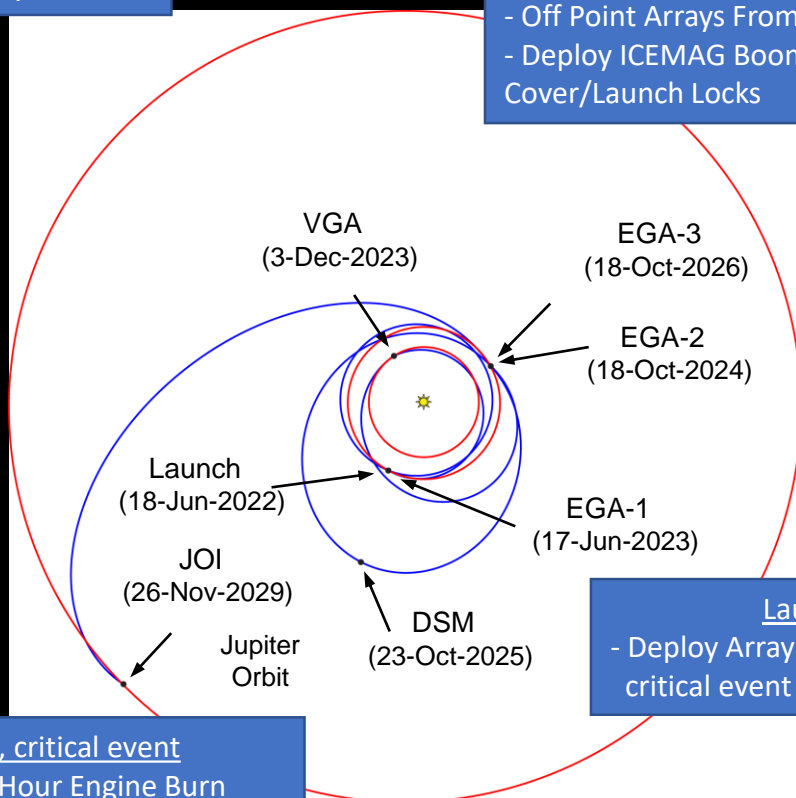 - Off Point Arrays From
- Deploy ICEMAG Boom
Cover/Launch Locks
VGA
(3-Dec-2023)
EGA-3
(18-Oct-2026)
EGA-2
(18-Oct-2024)
Launch
(18-Jun-2022)
EGA-1
(17-Jun-2023)
JOI
(26-Nov-2029)
DSM
(23-Oct-2025)
Jupiter
Orbit
- Deploy Array
critical event
, critical event
Hour Engine Burn